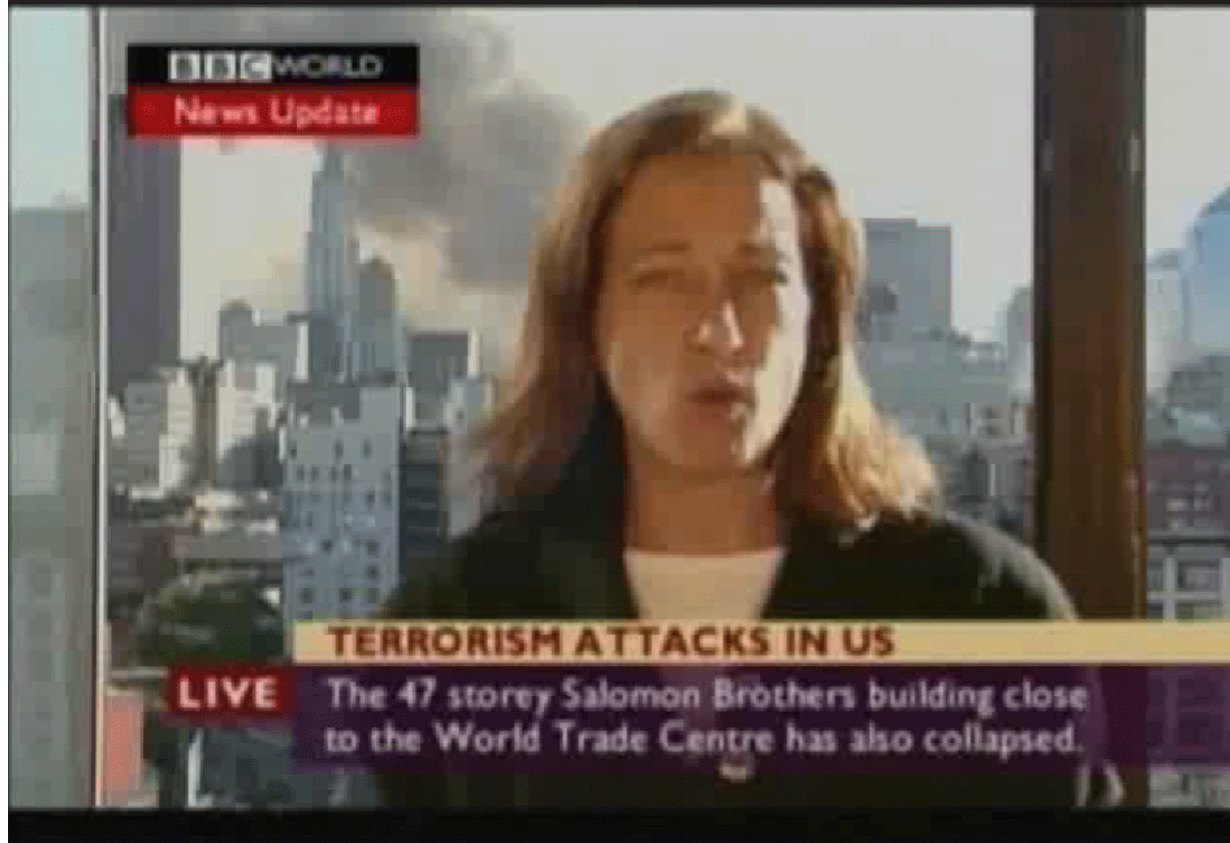 BBC WORLD
News Update
TERRORISM ATTACKS IN US
LIVE
The 47 storey Salomon Brothers building close
to the World Trade Centre has also collapsed.